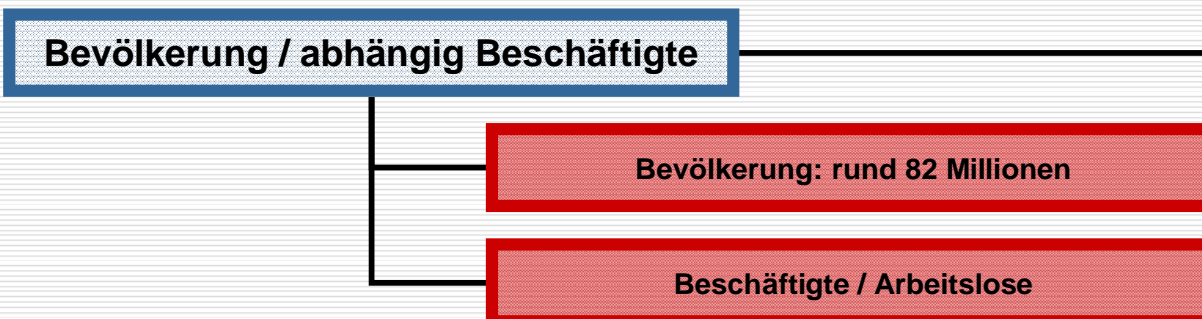 Bevölkerung / abhängig Beschäftigte
Bevölkerung: rund 82 Millionen
Beschäftigte / Arbeitslose